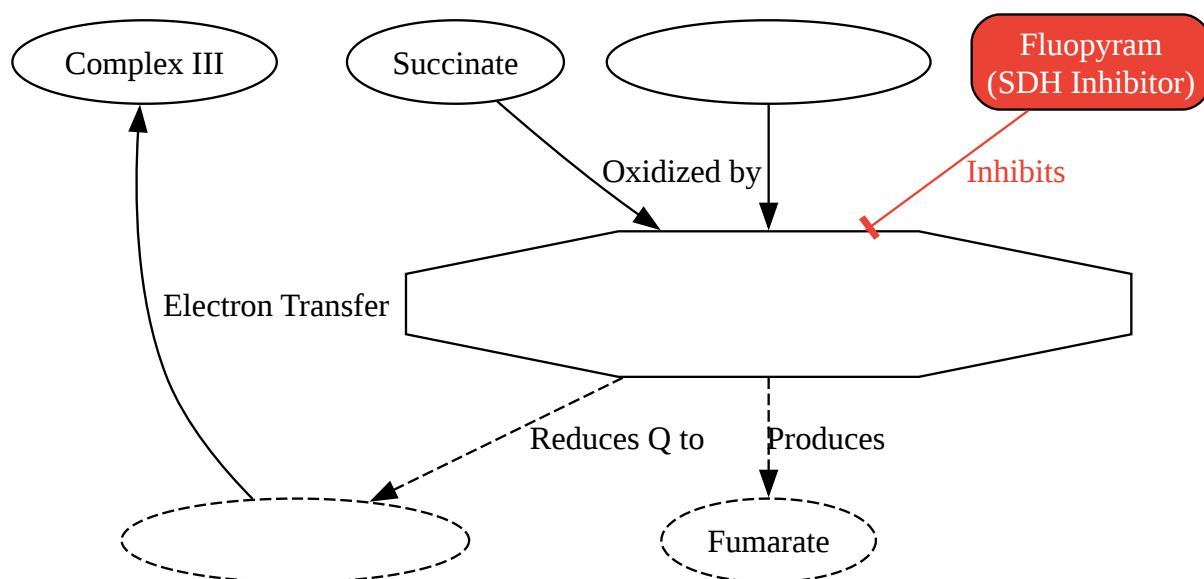 Complex III
Succinate
Fluopyram
(SDH Inhibitor)
Oxidized by
Inhibits
Electron Transfer
Reduces Q to
Produces
Fumarate